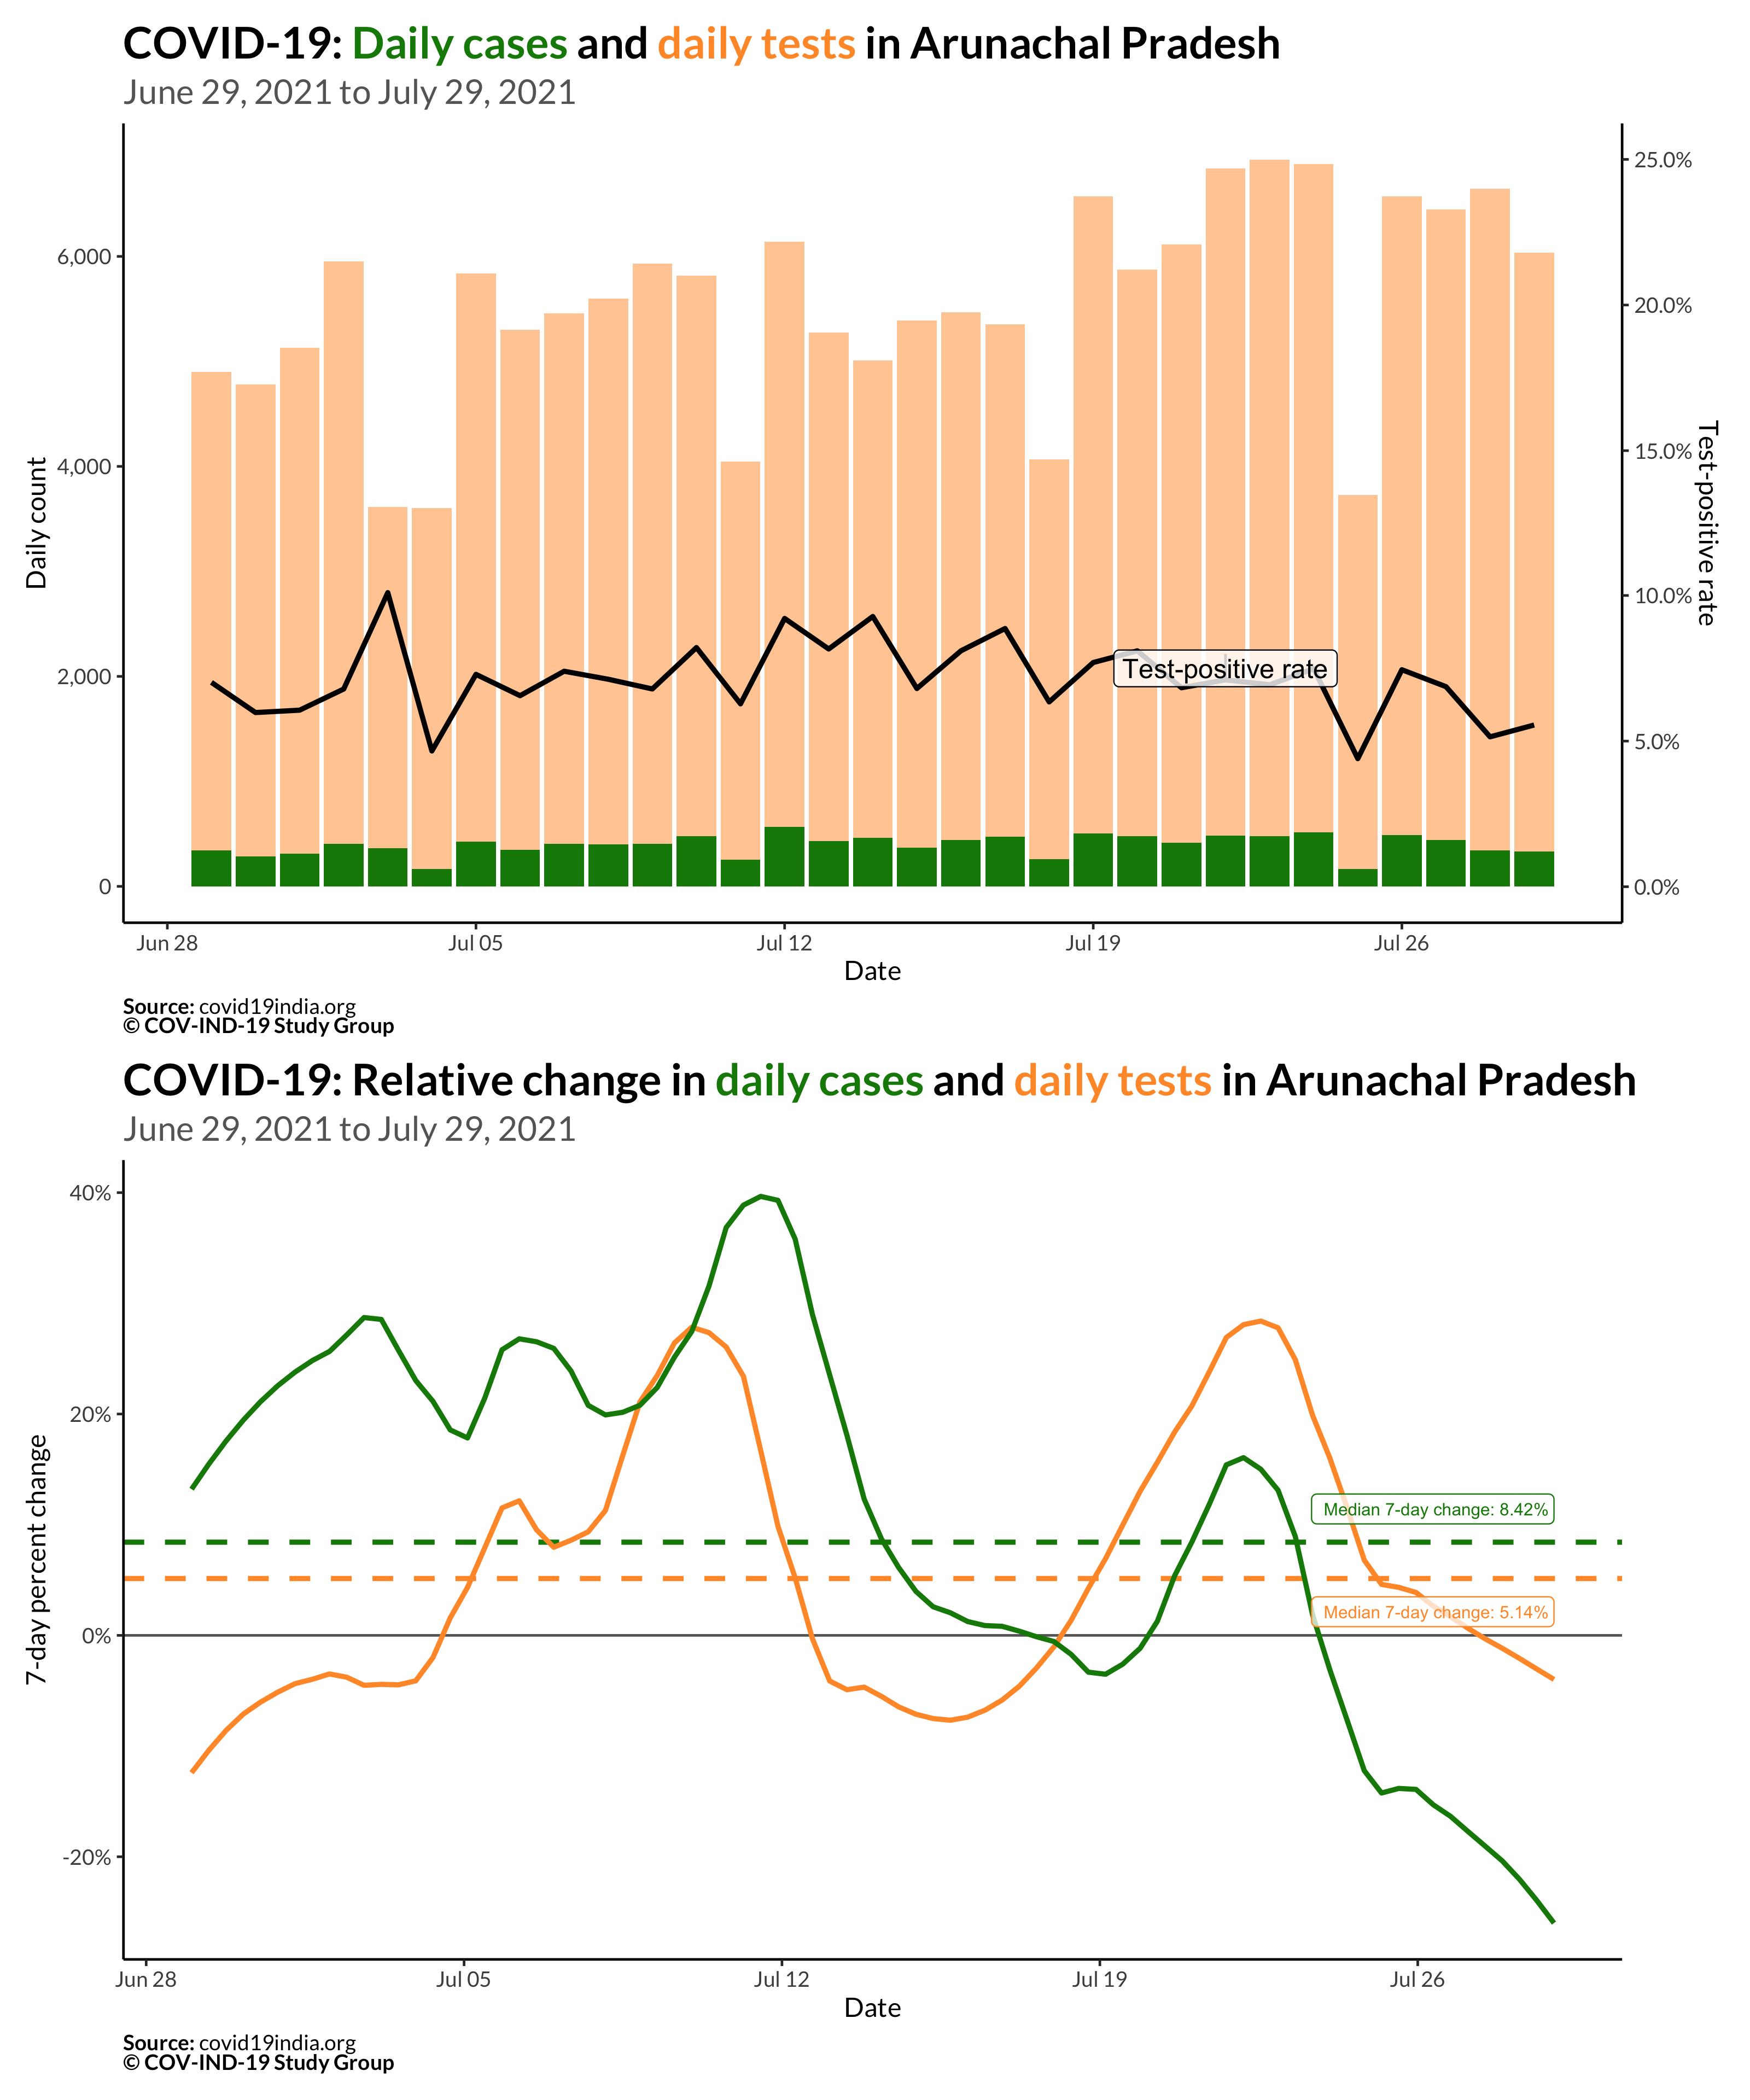 COVID-19: Daily cases and daily tests in Arunachal Pradesh
June 29, 2021 to July 29, 2021
Daily count
6,000
4,000
2,000
0
25.0%
20.0%
15.0%
10.0%
5.0%
0.0%
Test-positive rate
Test-positive rate
Jun 28
Jul 05
Jul 12
Jul 19
Jul 26
Date
Source: covid19india.org
© COV-IND-19 Study Group
COVID-19: Relative change in daily cases and daily tests in Arunachal Pradesh
June 29, 2021 to July 29, 2021
7-day percent change
40%
20%
0%
-20%
Median 7-day change: 8.42%
Median 7-day change: 5.14%
Jun 28
Jul 05
Jul 12
Jul 19
Jul 26
Date
Source: covid19india.org
© COV-IND-19 Study Group